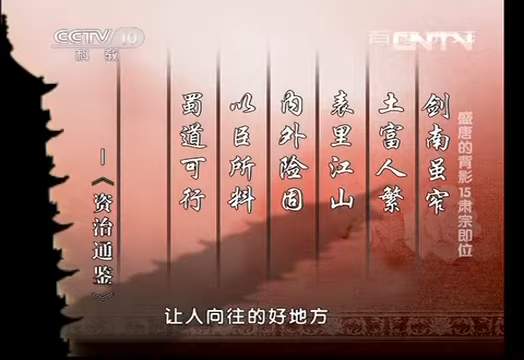 CCTV 10
科教
CNTV
盛唐的背影15肃宗即位
剑南虽窄
土富人繁
表里江山
内外险固
以臣所料
蜀道可行
—《资治通鉴》
让人向往的好地方